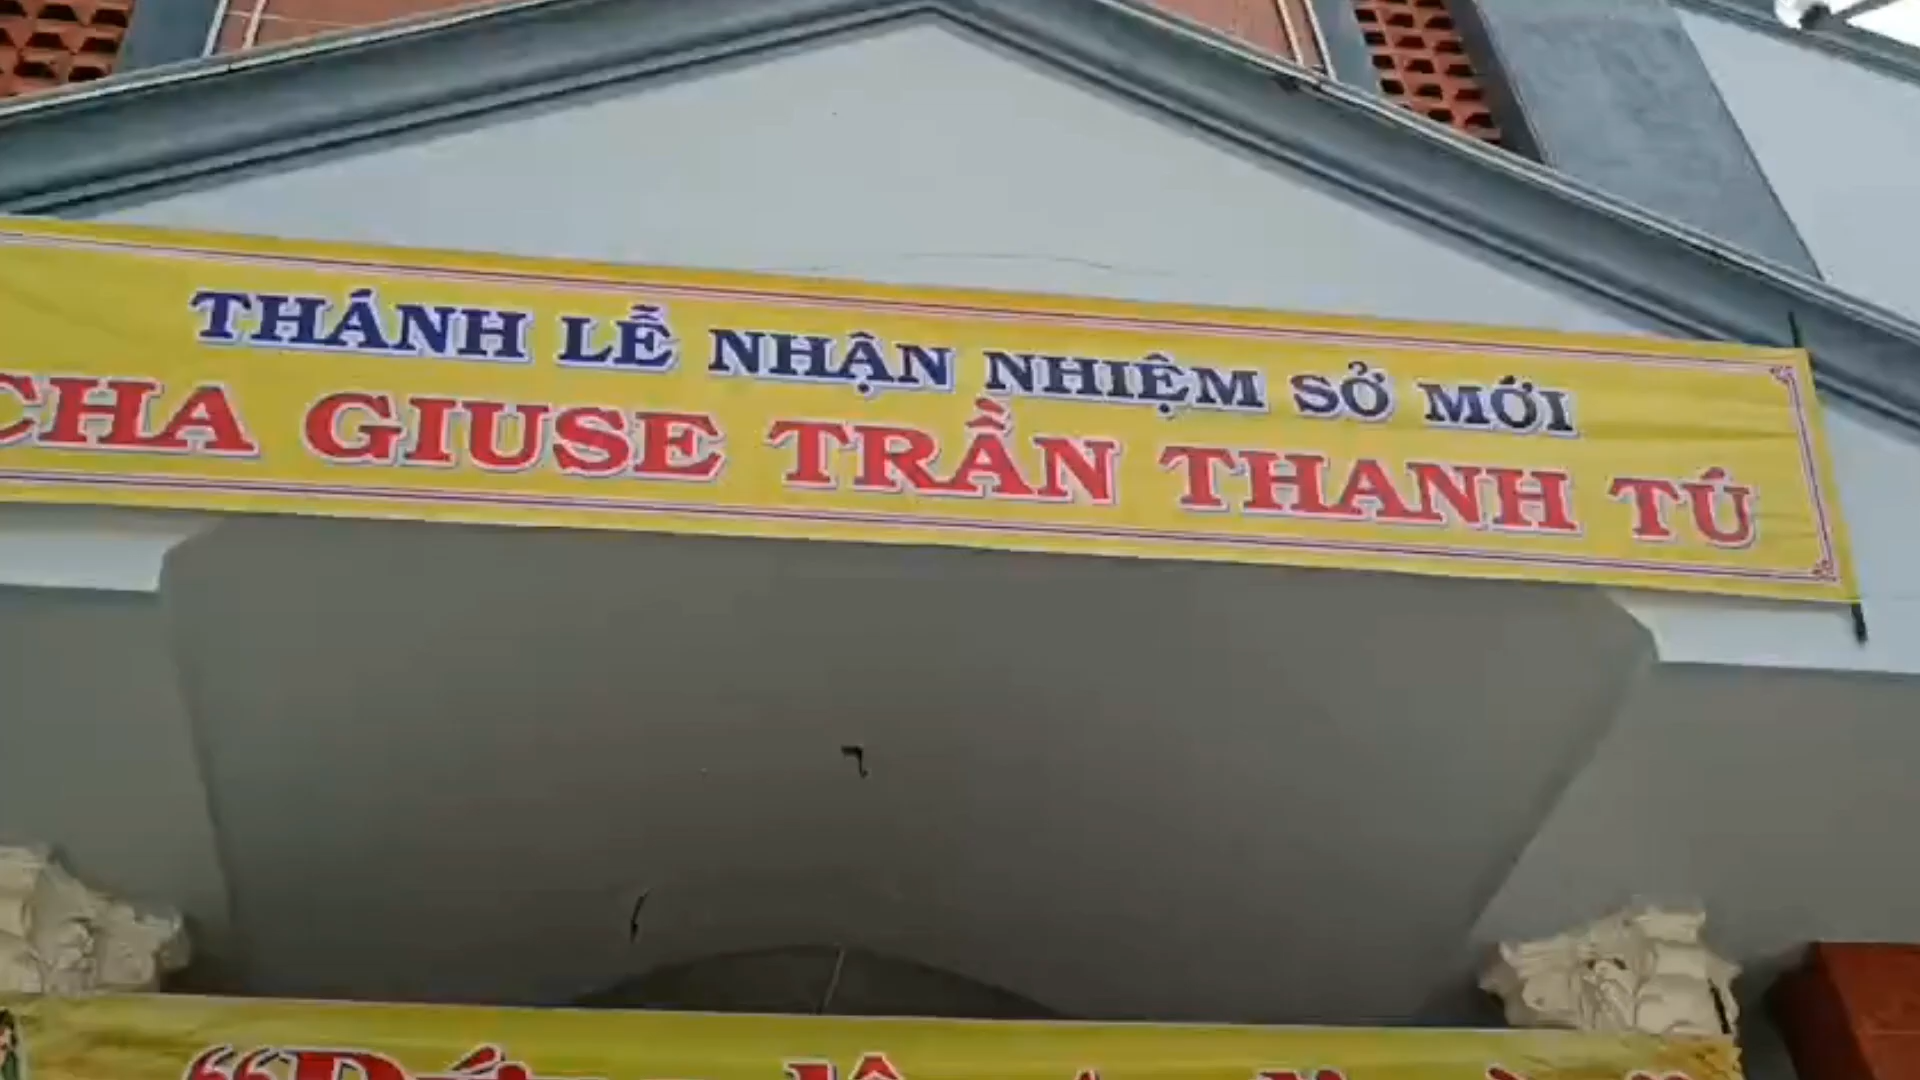 THÁNH LỄ NHẬN NHIỆM SỞ MỚI
CHA GIUSE TRẦN THANH TÚ